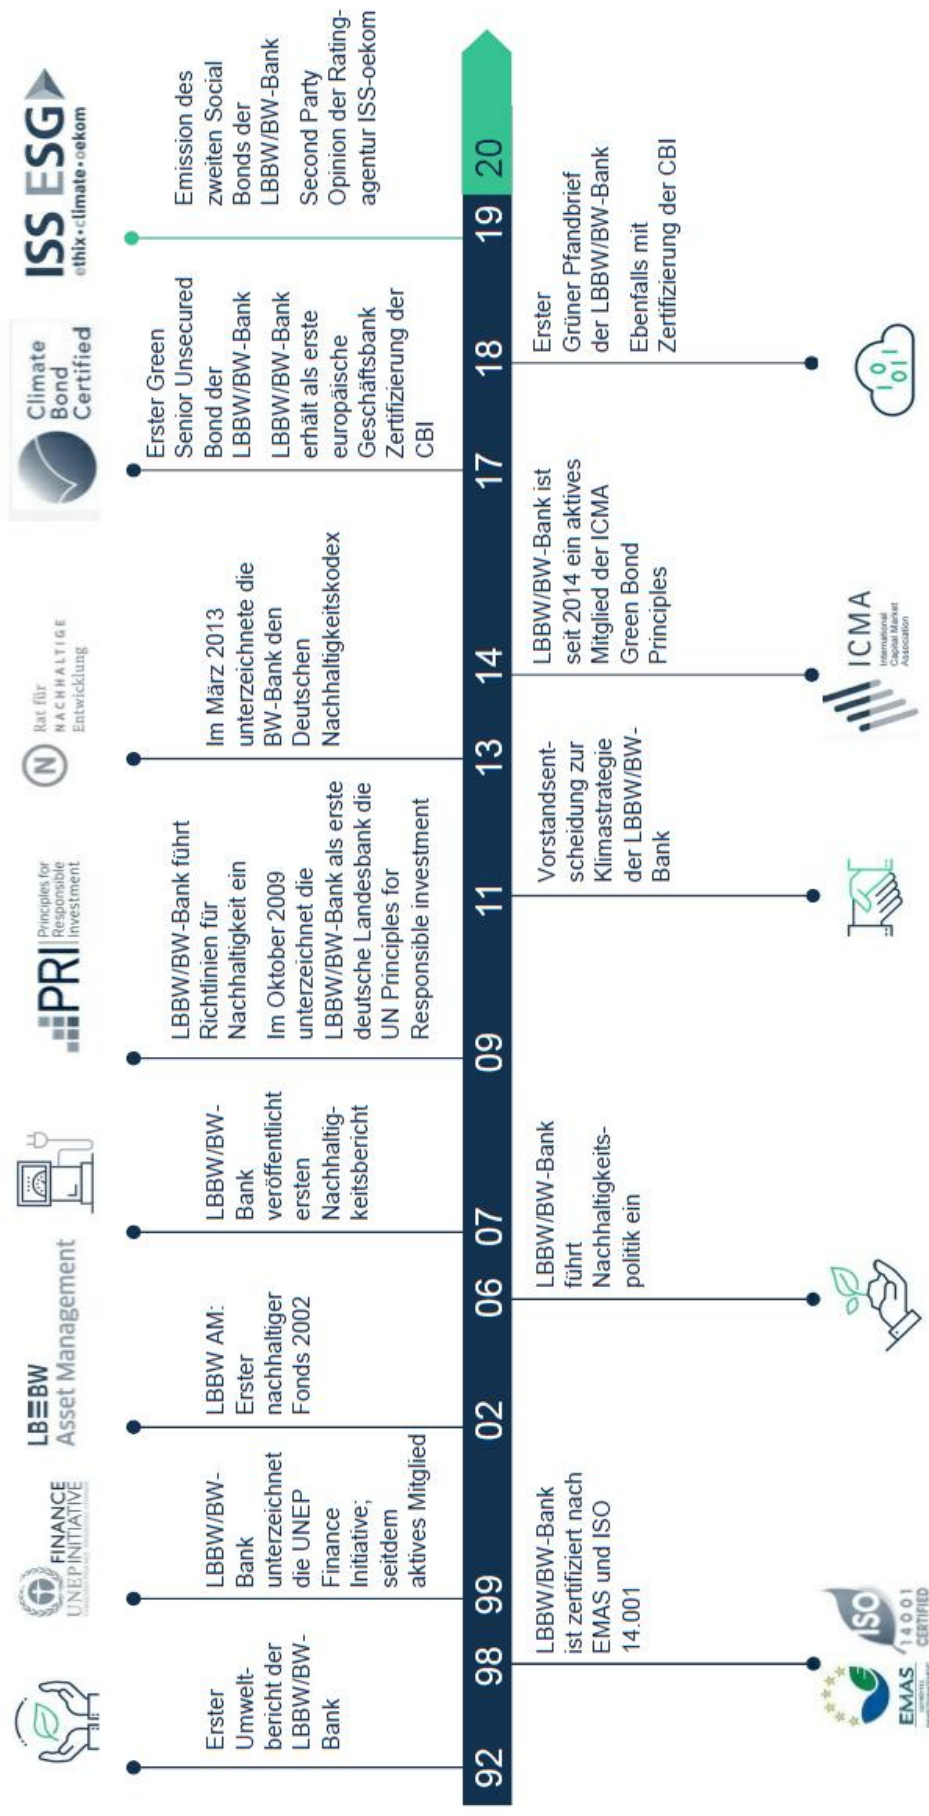 FINANCE
UNEP INITIATIVE
LB≡BW
Asset Management
PRI
Principles for
Responsible
Investment
Rat für
NACHHALTIGE
Entwicklung
Climate
Bond
Certified
ISS ESG
ethix·climate·oekom
Erster
Umwelt-
bericht der
LBBW/BW-
Bank
LBBW/BW-
Bank
unterzeichnet
die UNEP
Finance
Initiative;
seitdem
aktives Mitglied
LBBW AM:
Erster
nachhaltiger
Fonds 2002
LBBW/BW-
Bank
veröffentlicht
ersten
Nachhaltig-
keitsbericht
LBBW/BW-Bank führt
Richtlinien für
Nachhaltigkeit ein
Im Oktober 2009
unterzeichnet die
LBBW/BW-Bank als erste
deutsche Landesbank die
UN Principles for
Responsible investment
Im März 2013
unterzeichnete die
BW-Bank den
Deutschen
Nachhaltigkeitskodex
Erster Green
Senior Unsecured
Bond der
LBBW/BW-Bank
LBBW/BW-Bank
erhält als erste
europäische
Geschäftsbank
Zertifizierung der
CBI
Emission des
zweiten Social
Bonds der
LBBW/BW-Bank
Second Party
Opinion der Rating-
agentur ISS-oekom
92 98 99 02 06 07 09 11 13 14 17 18 19 20
LBBW/BW-Bank
ist zertifiziert nach
EMAS und ISO
14.001
LBBW/BW-Bank
führt
Nachhaltigkeits-
politik ein
Vorstandsent-
scheidung zur
Klimastrategie
der LBBW/BW-
Bank
LBBW/BW-Bank ist
seit 2014 ein aktives
Mitglied der ICMA
Green Bond
Principles
Erster
Grüner Pfandbrief
der LBBW/BW-Bank
Ebenfalls mit
Zertifizierung der CBI
EMAS
ISO
14001
CERTIFIED
ICMA
International
Capital Market
Association
101
011